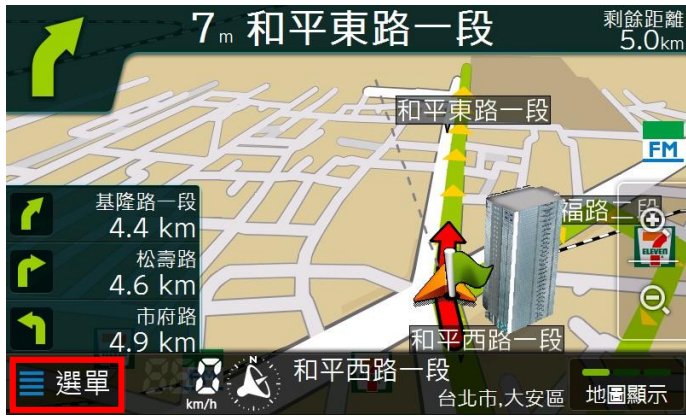 7m 和平東路一段
剩餘距離
5.0km
和平東路一段
FM
基隆路一段
4.4 km
福路二段
ELEVEN
松壽路
4.6 km
市府路
4.9 km
和平西路一段
選單
0
km/h
N
和平西路一段
台北市,大安區
地圖顯示